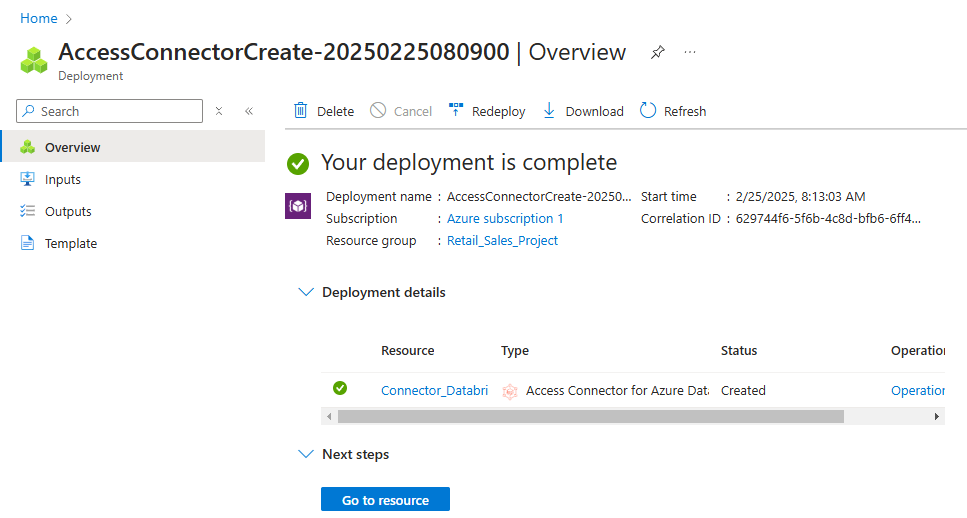 Home
AccessConnectorCreate-20250225080900 | Overview
Deployment
Search
Delete Cancel Redeploy Download Refresh
Overview
Inputs
Outputs
Template
Your deployment is complete
Deployment name : AccessConnectorCreate-20250... Start time : 2/25/2025, 8:13:03 AM
Subscription : Azure subscription 1 Correlation ID : 629744f6-5f6b-4c8d-bfb6-6ff4...
Resource group : Retail_Sales_Project
Deployment details
Resource Type Status Operation
Connector_Databri Access Connector for Azure Dat Created Operation
Next steps
Go to resource